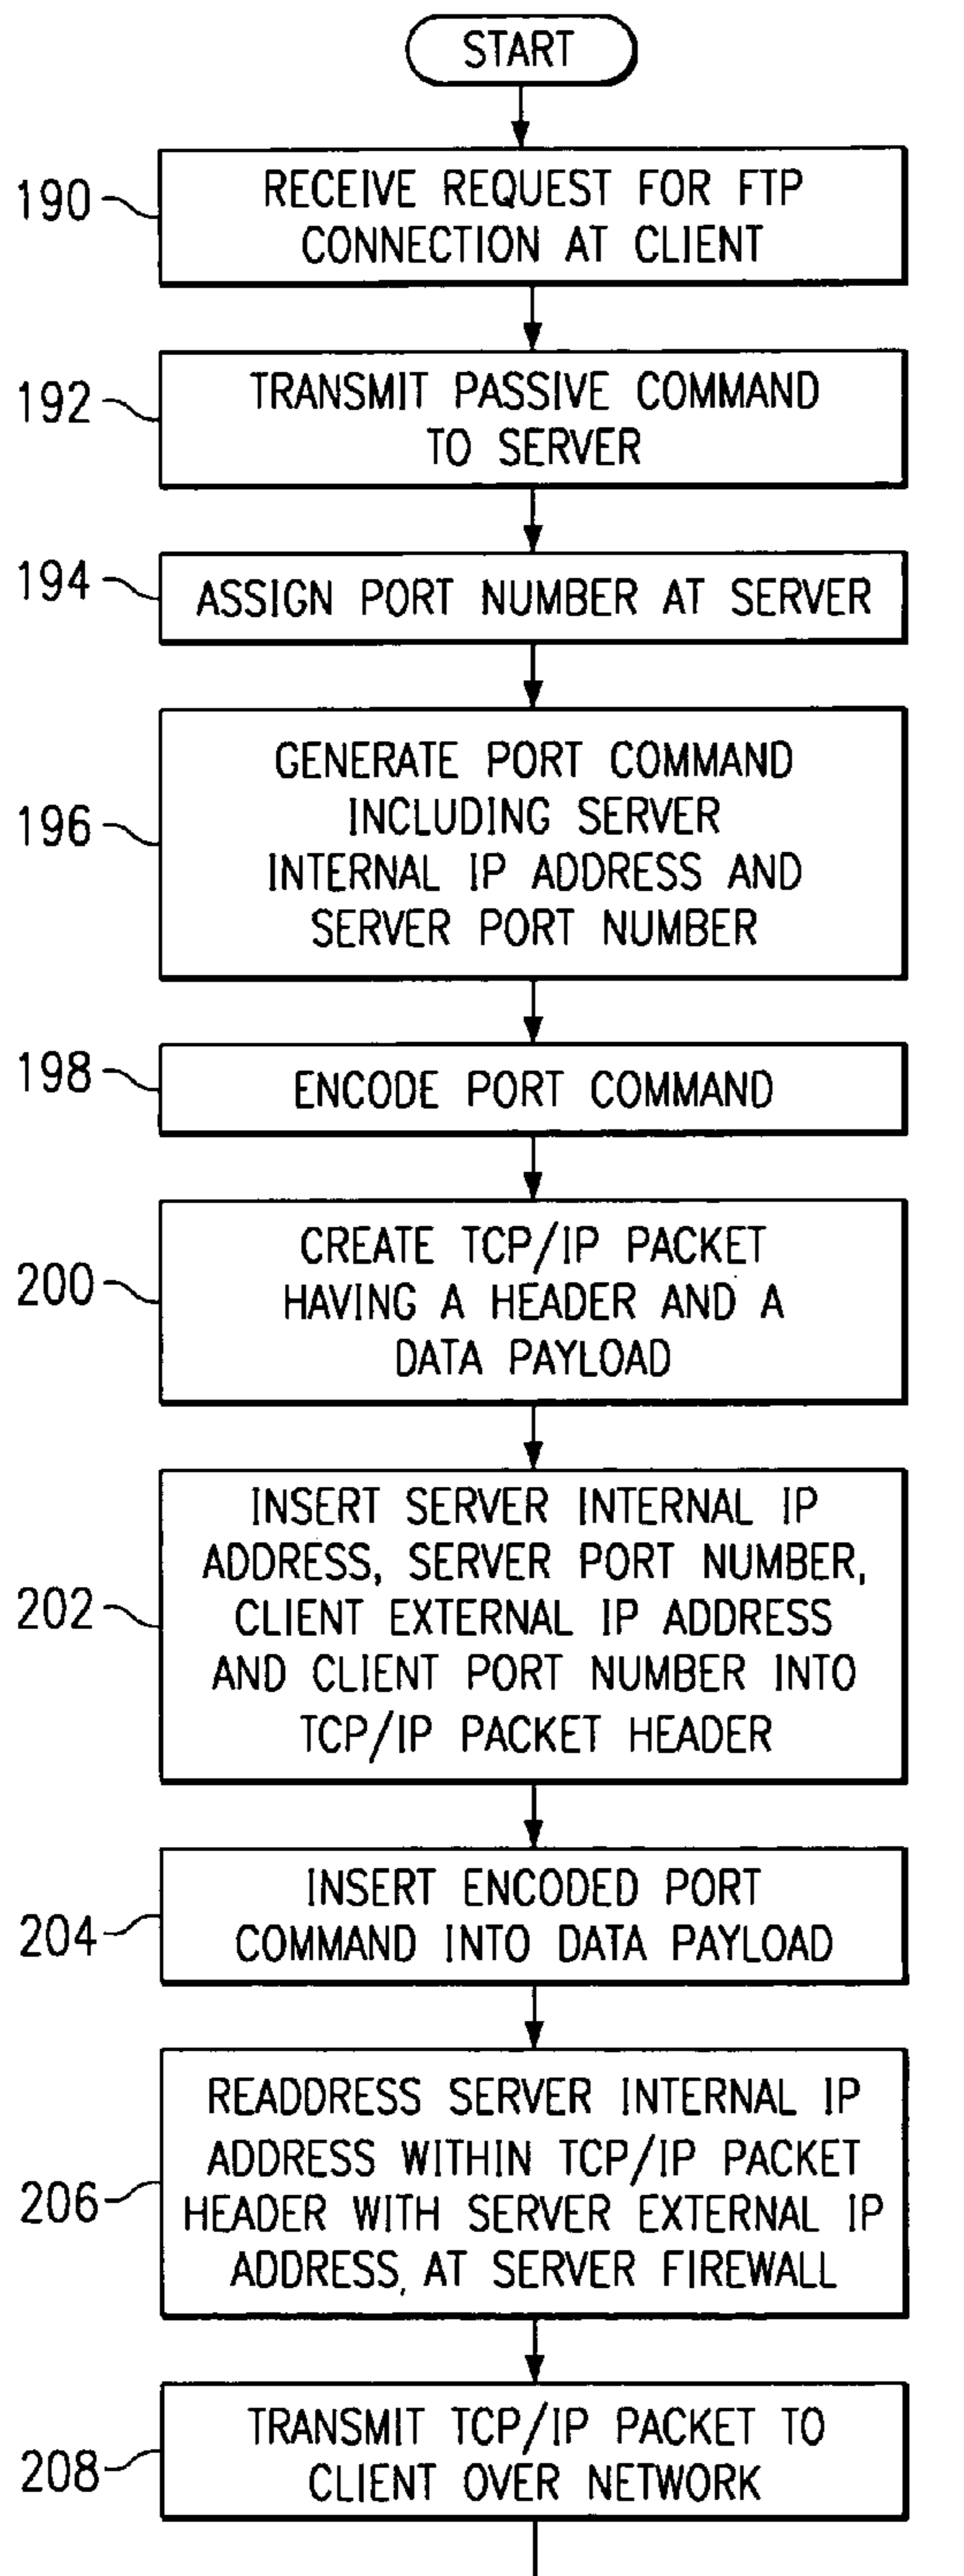 START
190
RECEIVE REQUEST FOR FTP
CONNECTION AT CLIENT
192
TRANSMIT PASSIVE COMMAND
TO SERVER
194
ASSIGN PORT NUMBER AT SERVER
196
GENERATE PORT COMMAND
INCLUDING SERVER
INTERNAL IP ADDRESS AND
SERVER PORT NUMBER
198
ENCODE PORT COMMAND
200
CREATE TCP/IP PACKET
HAVING A HEADER AND A
DATA PAYLOAD
202
INSERT SERVER INTERNAL IP
ADDRESS, SERVER PORT NUMBER,
CLIENT EXTERNAL IP ADDRESS
AND CLIENT PORT NUMBER INTO
TCP/IP PACKET HEADER
204
INSERT ENCODED PORT
COMMAND INTO DATA PAYLOAD
206
READDRESS SERVER INTERNAL IP
ADDRESS WITHIN TCP/IP PACKET
HEADER WITH SERVER EXTERNAL IP
ADDRESS, AT SERVER FIREWALL
208
TRANSMIT TCP/IP PACKET TO
CLIENT OVER NETWORK